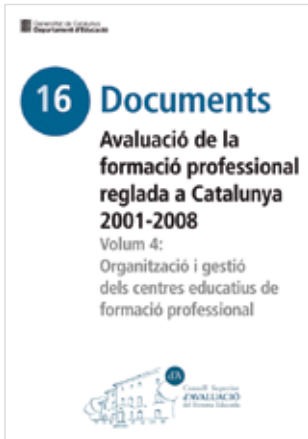 Generalitat de Catalunya
Departament d'Educació
16 Documents
Avaluació de la
formació professional
reglada a Catalunya
2001-2008
Volum 4:
Organització i gestió
dels centres educatius de
formació professional
d'A
Consell Superior
d'AVALUACIÓ
del Sistema Educatiu